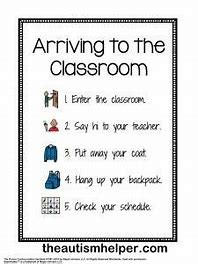 Arriving to the
Classroom
1. Enter the classroom.
2. Say hi to your teacher.
3. Put away your coat.
4. Hang up your backpack.
5. Check your schedule.
theautismhelper.com